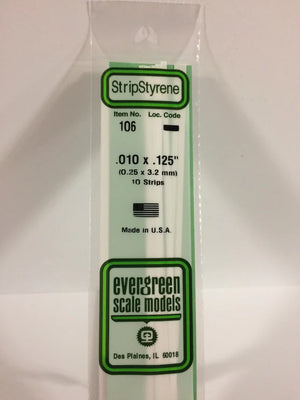 StripStyrene
Item No. Loc. Code
106
.010 x .125"
(0.25 x 3.2 mm)
10 Strips
Made in U.S.A.
evergreen
scale models
Des Plaines, IL 60018